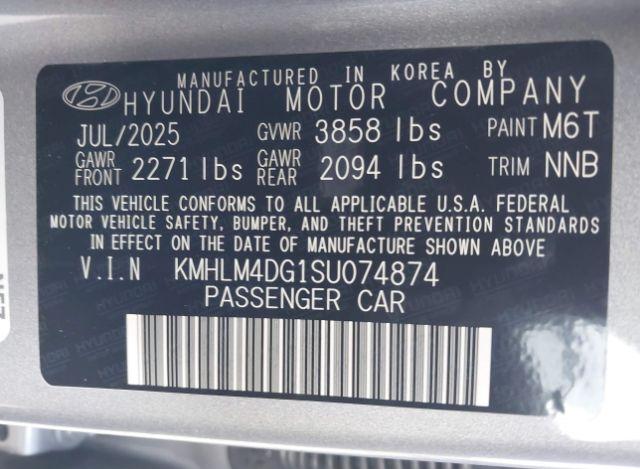 MANUFACTURED IN KOREA BY
HYUNDAI MOTOR COMPANY
JUL/2025 GVWR 3858 lbs PAINT M6T
GAWR FRONT 2271 lbs GAWR REAR 2094 lbs TRIM NNB
THIS VEHICLE CONFORMS TO ALL APPLICABLE U.S.A. FEDERAL
MOTOR VEHICLE SAFETY, BUMPER, AND THEFT PREVENTION STANDARDS
IN EFFECT ON THE DATE OF MANUFACTURE SHOWN ABOVE
V.I.N KMHLM4DG1SU074874
PASSENGER CAR